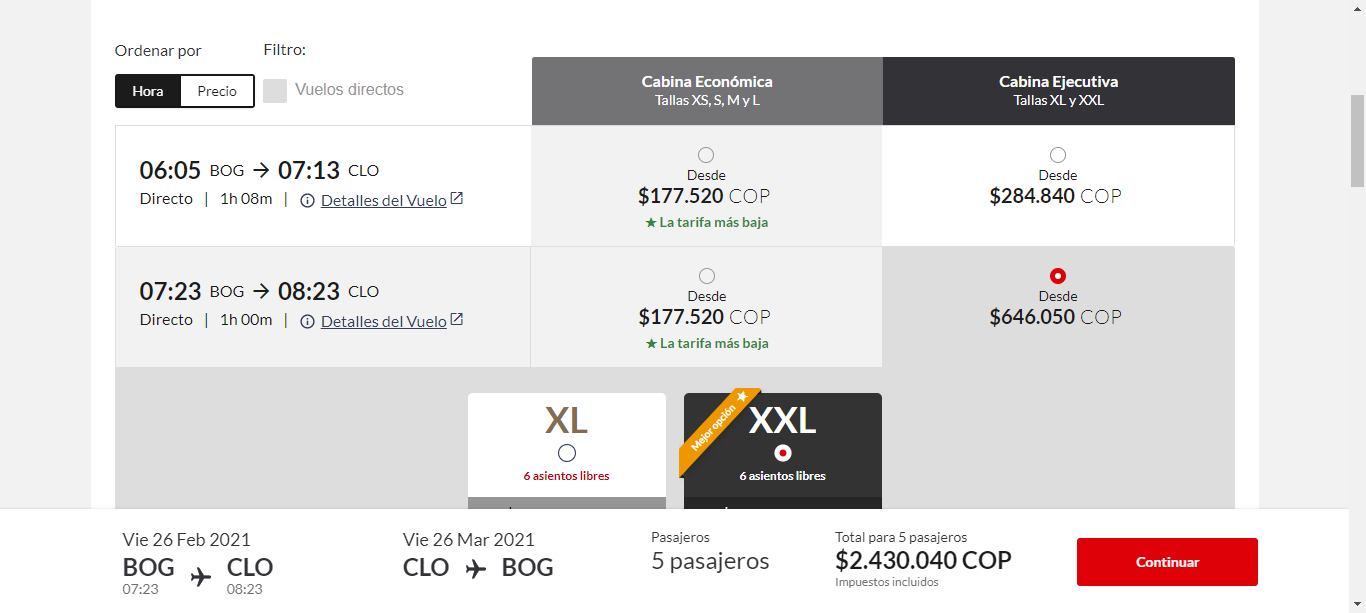 Ordenar por
Filtro:
Hora
Precio
Vuelos directos
Cabina Económica
Tallas XS, S, M y L
Cabina Ejecutiva
Tallas XL y XXL
06:05 BOG → 07:13 CLO
Directo | 1h 08m | Detalles del Vuelo
Desde
$177.520 COP
★ La tarifa más baja
Desde
$284.840 COP
07:23 BOG → 08:23 CLO
Directo | 1h 00m | Detalles del Vuelo
Desde
$177.520 COP
★ La tarifa más baja
Desde
$646.050 COP
XL
6 asientos libres
Mejor opción
XXL
6 asientos libres
Vie 26 Feb 2021
BOG CLO
07:23 08:23
Vie 26 Mar 2021
CLO BOG
Pasajeros
5 pasajeros
Total para 5 pasajeros
$2.430.040 COP
Impuestos incluidos
Continuar